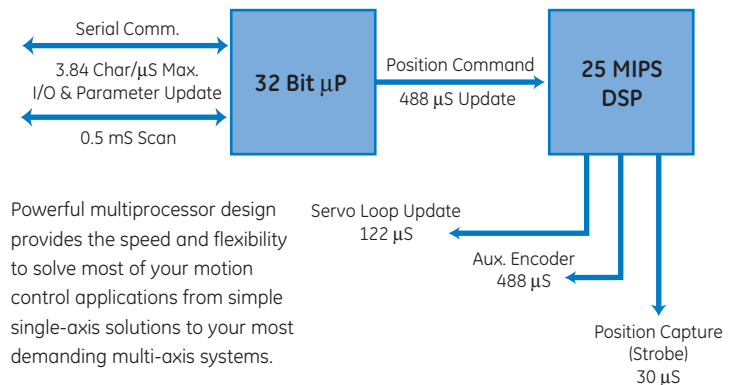 Serial Comm.
3.84 Char/µS Max.
I/O & Parameter Update
0.5 mS Scan
32 Bit µP
Position Command
488 µS Update
25 MIPS
DSP
Powerful multiprocessor design
provides the speed and flexibility
to solve most of your motion
control applications from simple
single-axis solutions to your most
demanding multi-axis systems.
Servo Loop Update
122 µS
Aux. Encoder
488 µS
Position Capture
(Strobe)
30 µS